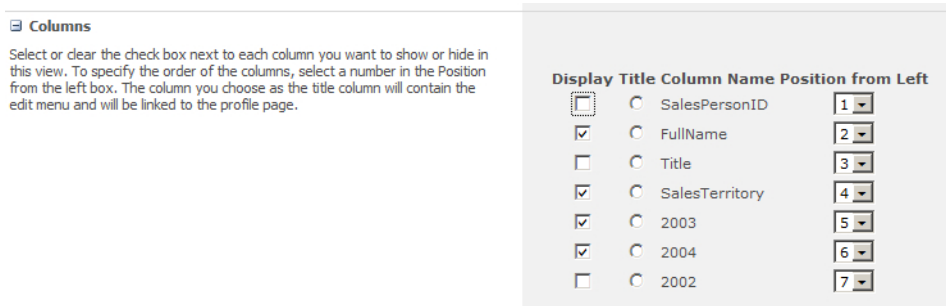 Columns
Select or clear the check box next to each column you want to show or hide in
this view. To specify the order of the columns, select a number in the Position
from the left box. The column you choose as the title column will contain the
edit menu and will be linked to the profile page.
Display Title Column Name Position from Left
SalesPersonID 1
FullName 2
Title 3
SalesTerritory 4
2003 5
2004 6
2002 7